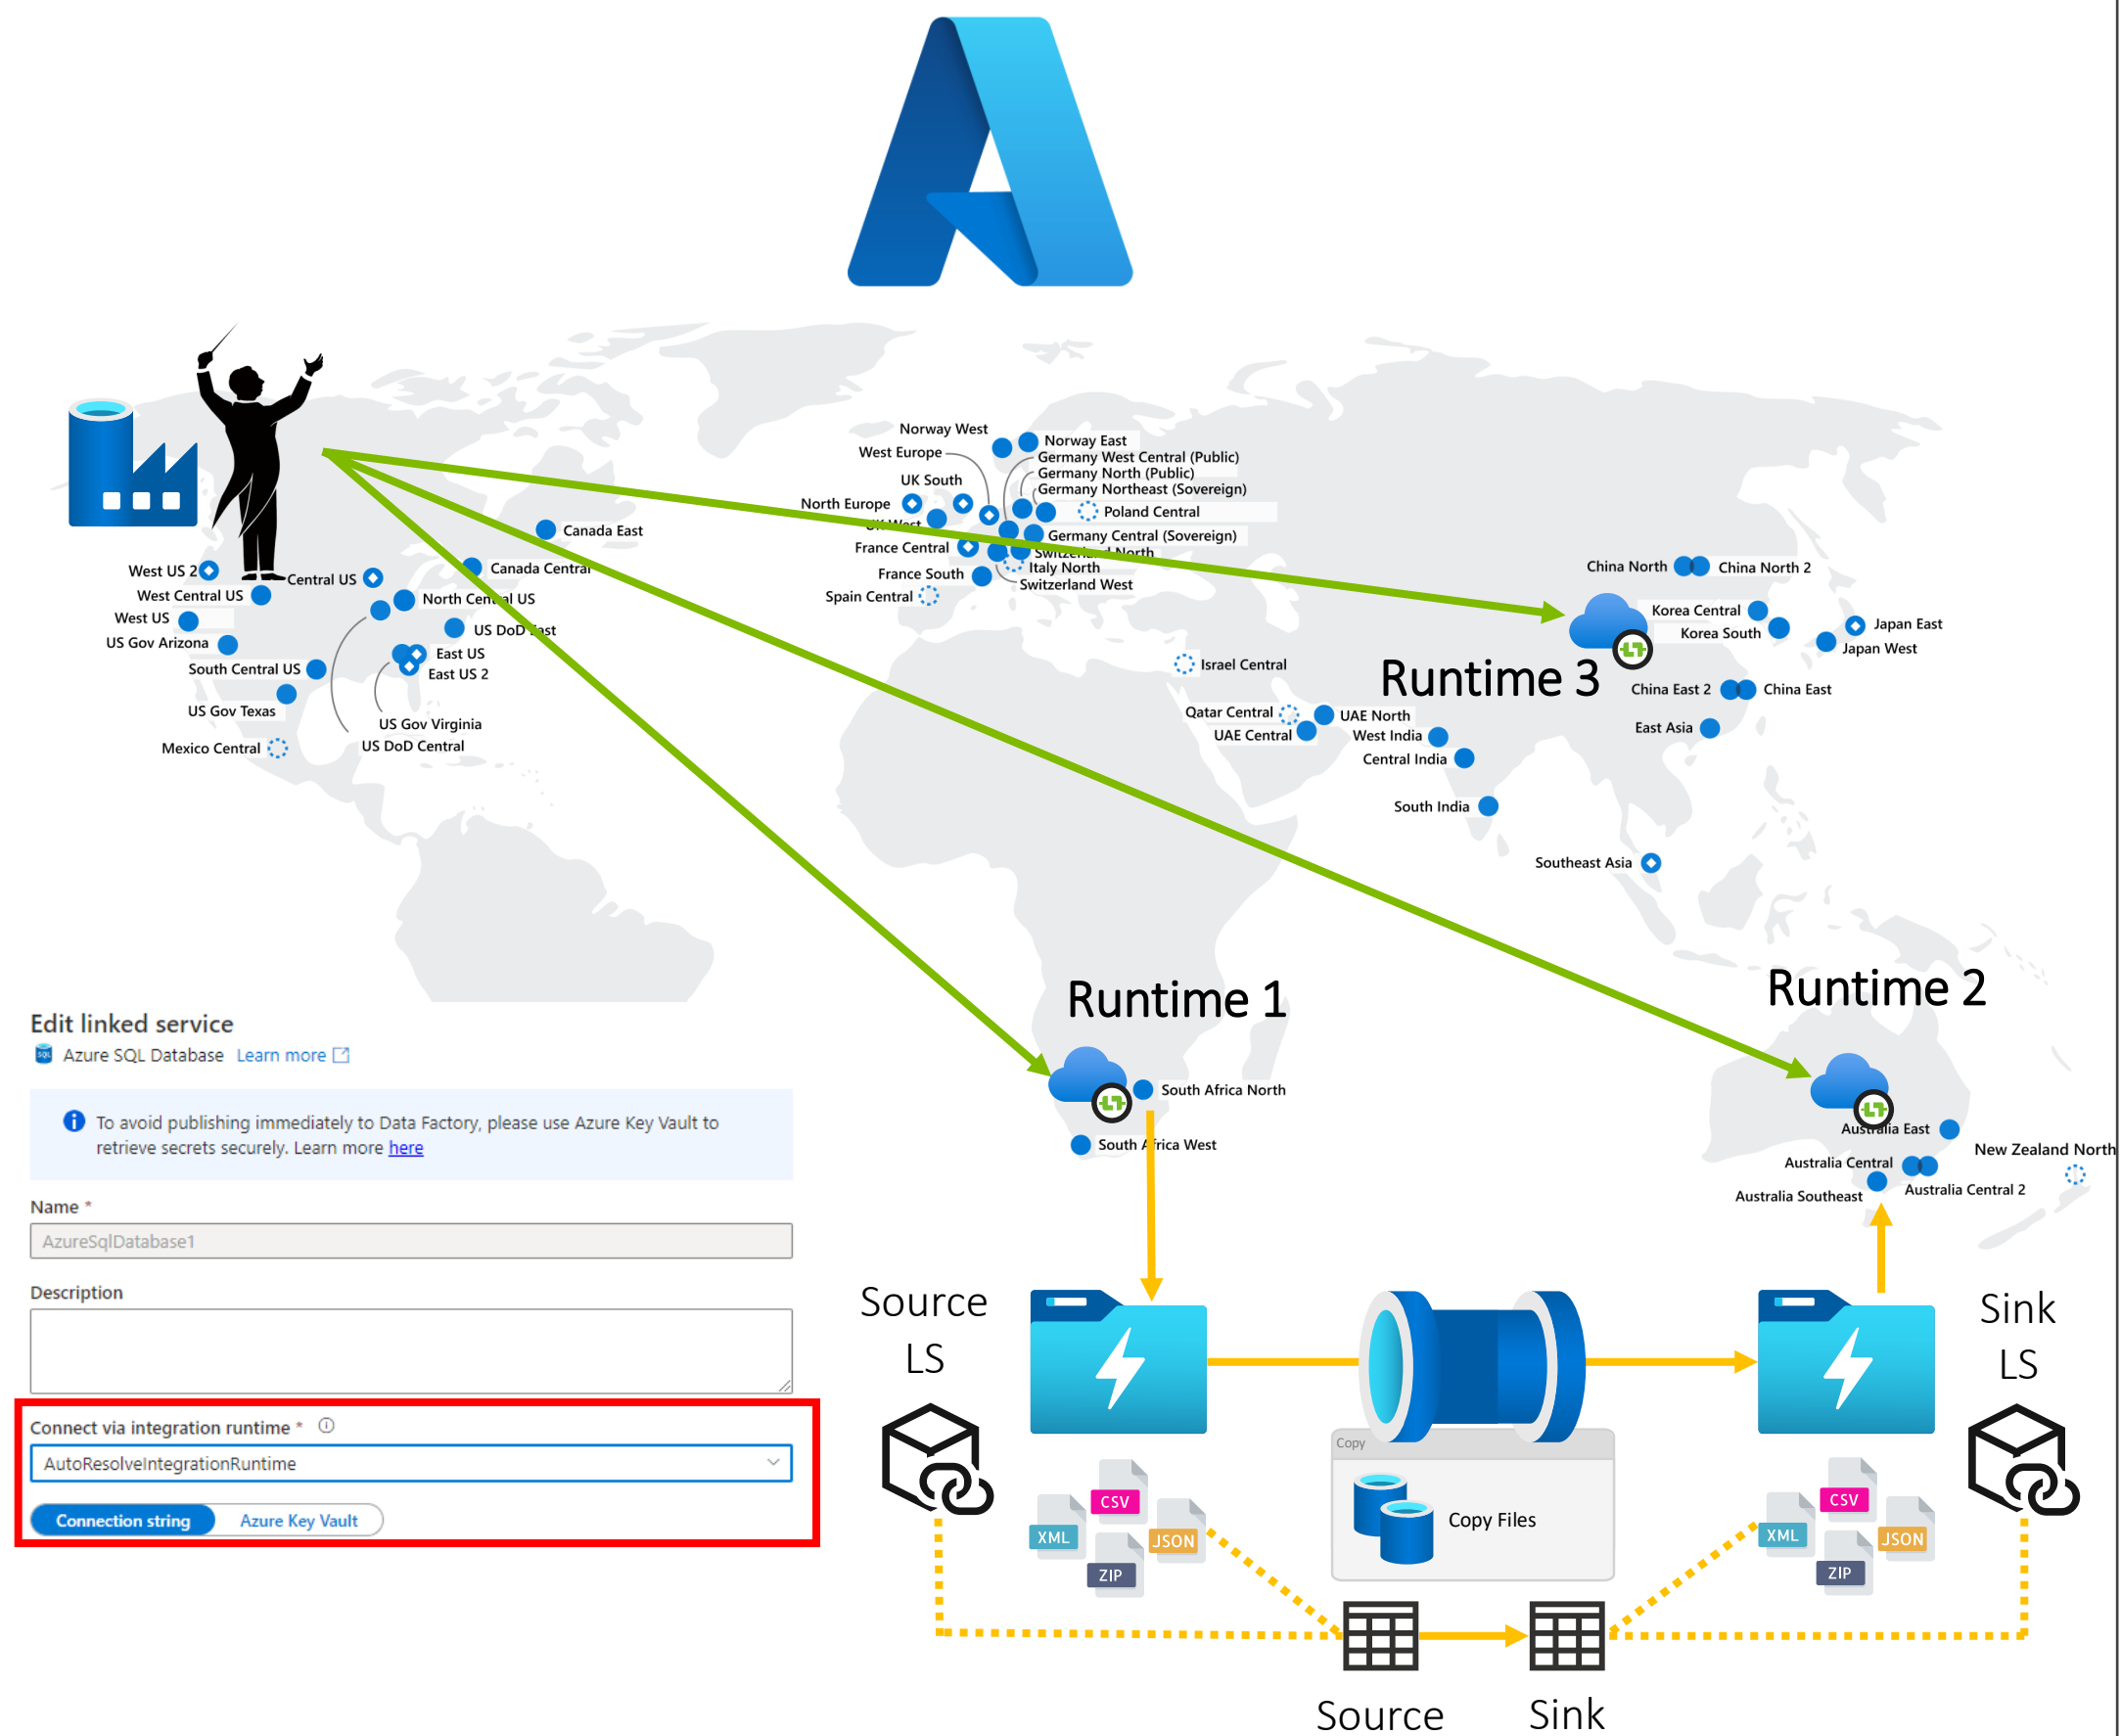 Norway West
Norway East
West Europe
Germany West Central (Public)
Germany North (Public)
UK South
Germany Northeast (Sovereign)
North Europe
Poland Central
UK West
Canada East
Germany Central (Sovereign)
France Central
Switzerland North
Italy North
China North
China North 2
Canada Central
West US 2
Central US
France South
Switzerland West
West Central US
North Central US
Spain Central
Korea Central
West US
US DoD East
Korea South
Japan East
US Gov Arizona
East US
Japan West
South Central US
East US 2
Israel Central
Runtime 3
China East 2
China East
US Gov Texas
Qatar Central
UAE North
US Gov Virginia
UAE Central
West India
East Asia
Mexico Central
US DoD Central
Central India
South India
Southeast Asia
Runtime 1
Runtime 2
South Africa North
South Africa West
Australia East
New Zealand North
Australia Central
Australia Central 2
Australia Southeast
Edit linked service
SQL
Azure SQL Database Learn more
To avoid publishing immediately to Data Factory, please use Azure Key Vault to
retrieve secrets securely. Learn more here
Name *
AzureSqlDatabase1
Description
Connect via integration runtime *
AutoResolveIntegrationRuntime
Connection string
Azure Key Vault
Source
LS
Sink
LS
Copy
Copy Files
CSV
XML
JSON
ZIP
CSV
XML
JSON
ZIP
Source
Sink